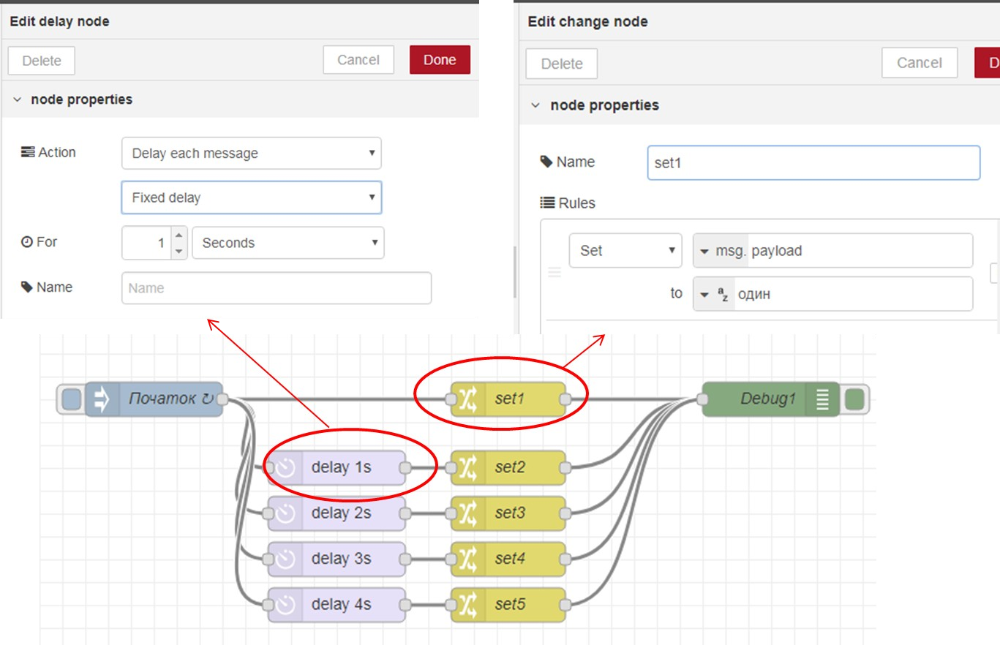 Edit delay node
Delete
Cancel
Done
node properties
Action
Delay each message
Fixed delay
For
1
Seconds
Name
Name
Edit change node
Delete
Cancel
D
node properties
Name
set1
Rules
Set
msg. payload
to
az один
Початок ↻
set1
Debug1
delay 1s
set2
delay 2s
set3
delay 3s
set4
delay 4s
set5